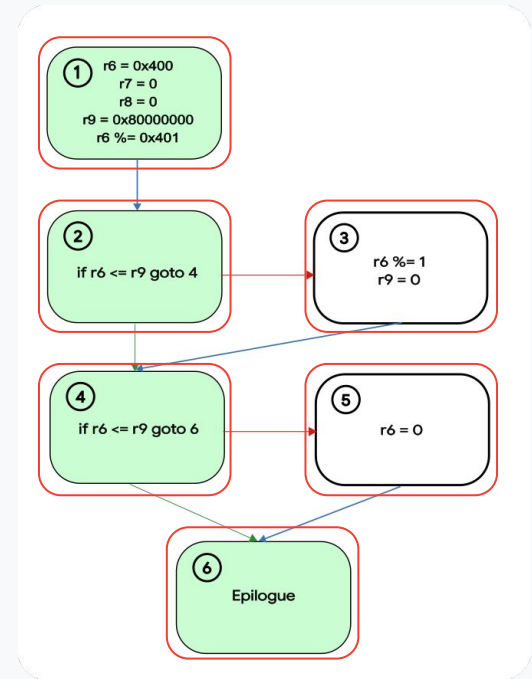 1
r6 = 0x400
r7 = 0
r8 = 0
r9 = 0x80000000
r6 %= 0x401
2
if r6 <= r9 goto 4
3
r6 %= 1
r9 = 0
4
if r6 <= r9 goto 6
5
r6 = 0
6
Epilogue